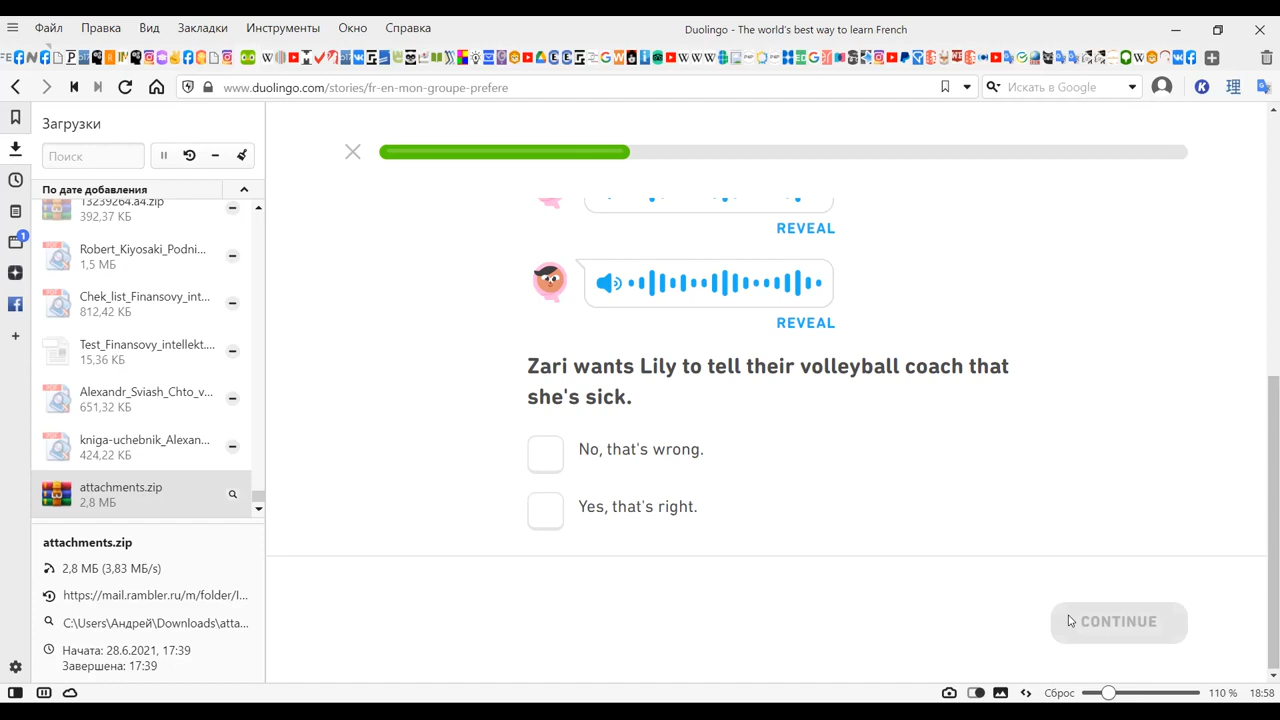 Файл Правка Вид Закладки Инструменты Окно Справка
Duolingo - The world's best way to learn French
www.duolingo.com/stories/fr-en-mon-groupe-prefere
Искать в Google
Загрузки
Поиск
По дате добавления
13239264.a4.zip
392,37 КБ
Robert_Kiyosaki_Podni...
1,5 МБ
Chek_list_Finansovy_int...
812,42 КБ
Test_Finansovy_intellekt....
15,36 КБ
Alexandr_Sviash_Chto_v...
651,32 КБ
kniga-uchebnik_Alexan...
424,22 КБ
attachments.zip
2,8 МБ
attachments.zip
2,8 МБ (3,83 МБ/s)
https://mail.rambler.ru/m/folder/I...
C:\Users\Андрей\Downloads\atta...
Начата: 28.6.2021, 17:39
Завершена: 17:39
REVEAL
REVEAL
Zari wants Lily to tell their volleyball coach that
she's sick.
No, that's wrong.
Yes, that's right.
CONTINUE
1
Сброс
110 %
18:58